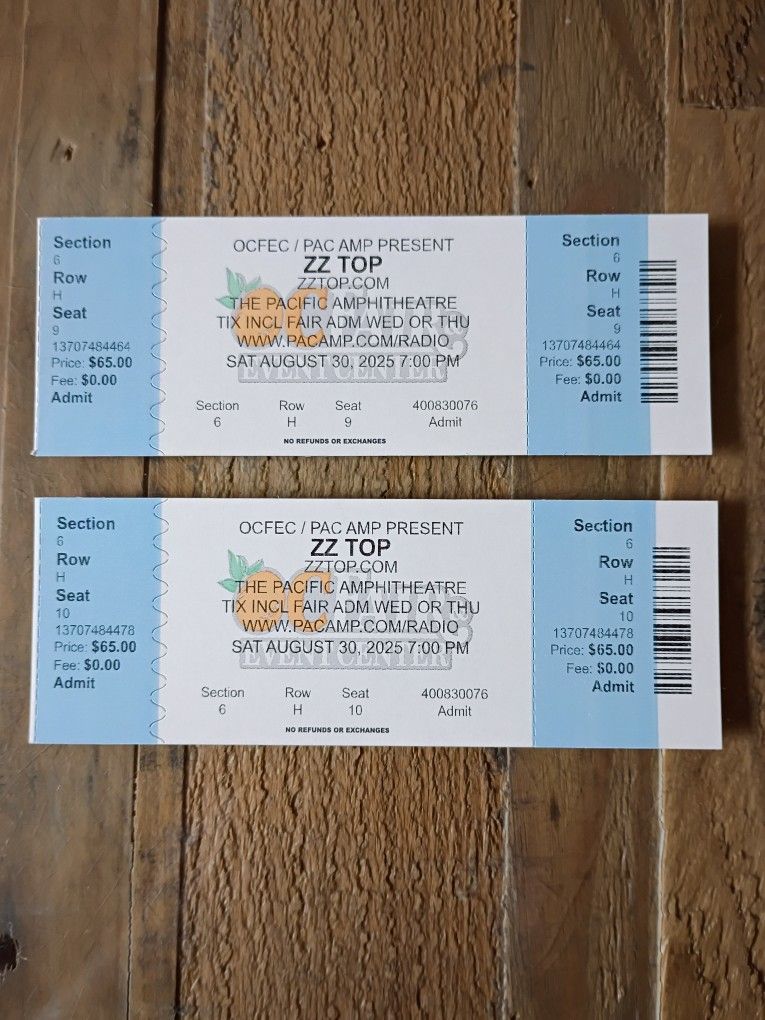 Section
6
Row
H
Seat
9
13707484464
Price: $65.00
Fee: $0.00
Admit
OCFEC / PAC AMP PRESENT
ZZ TOP
ZZTOP.COM
THE PACIFIC AMPHITHEATRE
TIX INCL FAIR ADM WED OR THU
WWW.PACAMP.COM/RADIO
SAT AUGUST 30, 2025 7:00 PM
OC
EVENT CENTER
Section Row Seat 400830076
6 H 9 Admit
NO REFUNDS OR EXCHANGES
Section
6
Row
H
Seat
9
13707484464
Price: $65.00
Fee: $0.00
Admit
Section
6
Row
H
Seat
10
13707484478
Price: $65.00
Fee: $0.00
Admit
OCFEC / PAC AMP PRESENT
ZZ TOP
ZZTOP.COM
THE PACIFIC AMPHITHEATRE
TIX INCL FAIR ADM WED OR THU
WWW.PACAMP.COM/RADIO
SAT AUGUST 30, 2025 7:00 PM
OC
EVENT CENTER
Section Row Seat 400830076
6 H 10 Admit
NO REFUNDS OR EXCHANGES
Section
6
Row
H
Seat
10
13707484478
Price: $65.00
Fee: $0.00
Admit